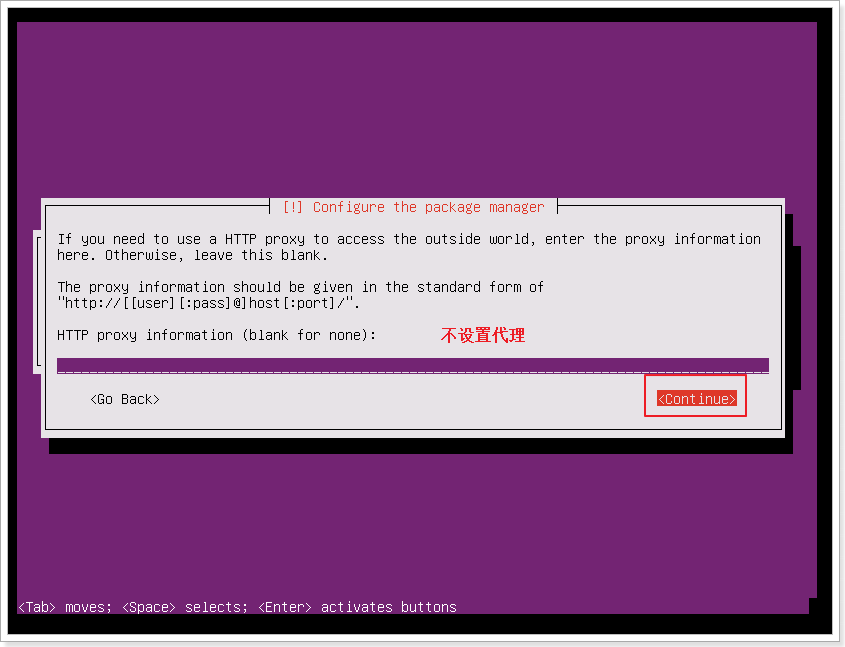 [!] Configure the package manager
If you need to use a HTTP proxy to access the outside world, enter the proxy information
here. Otherwise, leave this blank.
The proxy information should be given in the standard form of
"http://[[user][:pass]@]host[:port]/".
HTTP proxy information (blank for none): 不设置代理
<Go Back> <Continue>
<Tab> moves; <Space> selects; <Enter> activates buttons